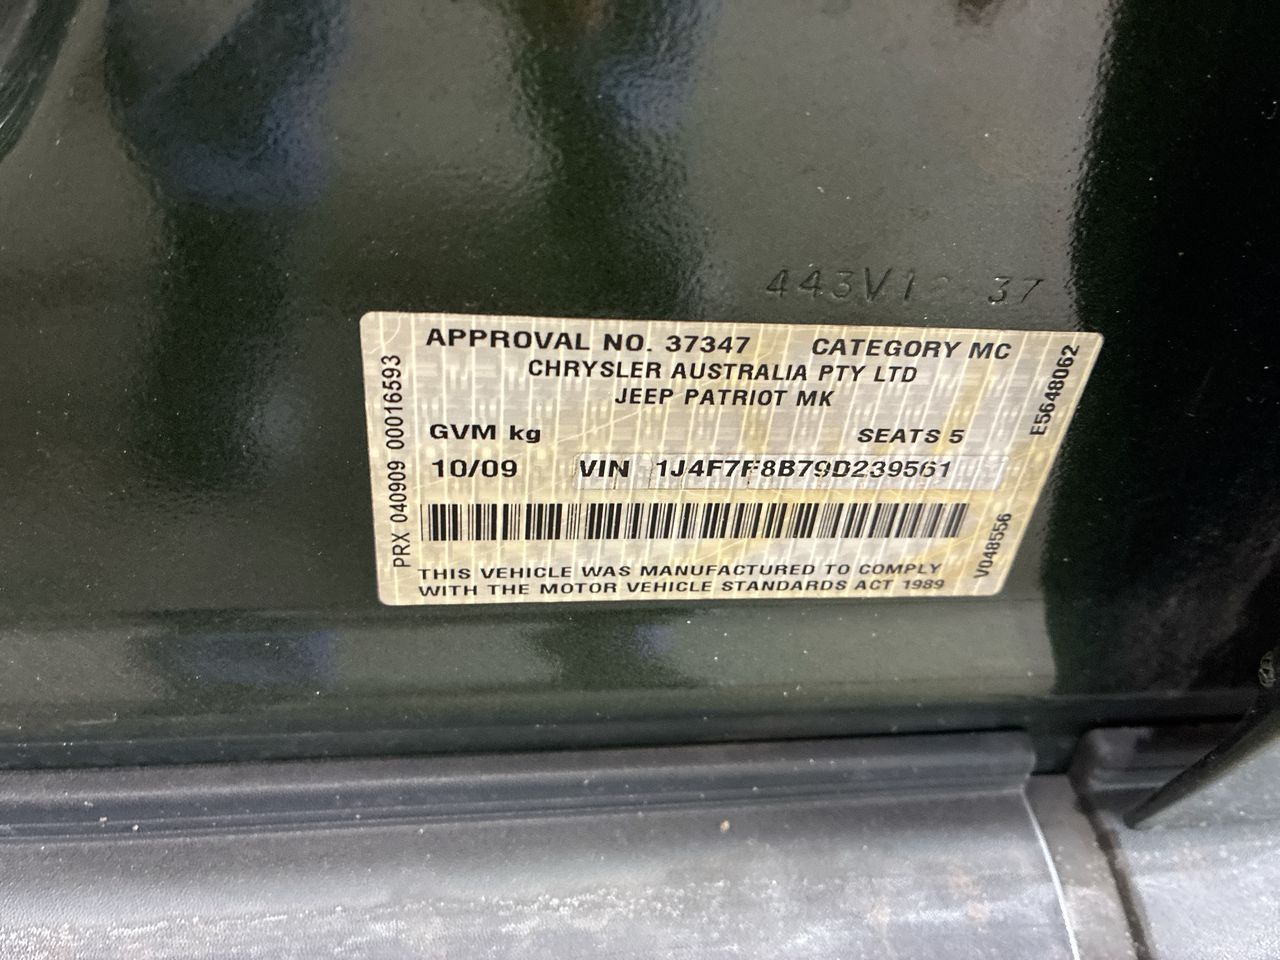 APPROVAL NO. 37347 CATEGORY MC
CHRYSLER AUSTRALIA PTY LTD
JEEP PATRIOT MK
GVM kg SEATS 5
10/09 VIN 1J4F7F8B79D239561
THIS VEHICLE WAS MANUFACTURED TO COMPLY
WITH THE MOTOR VEHICLE STANDARDS ACT 1989
PRX 040909 00016593
E5648062
V048556